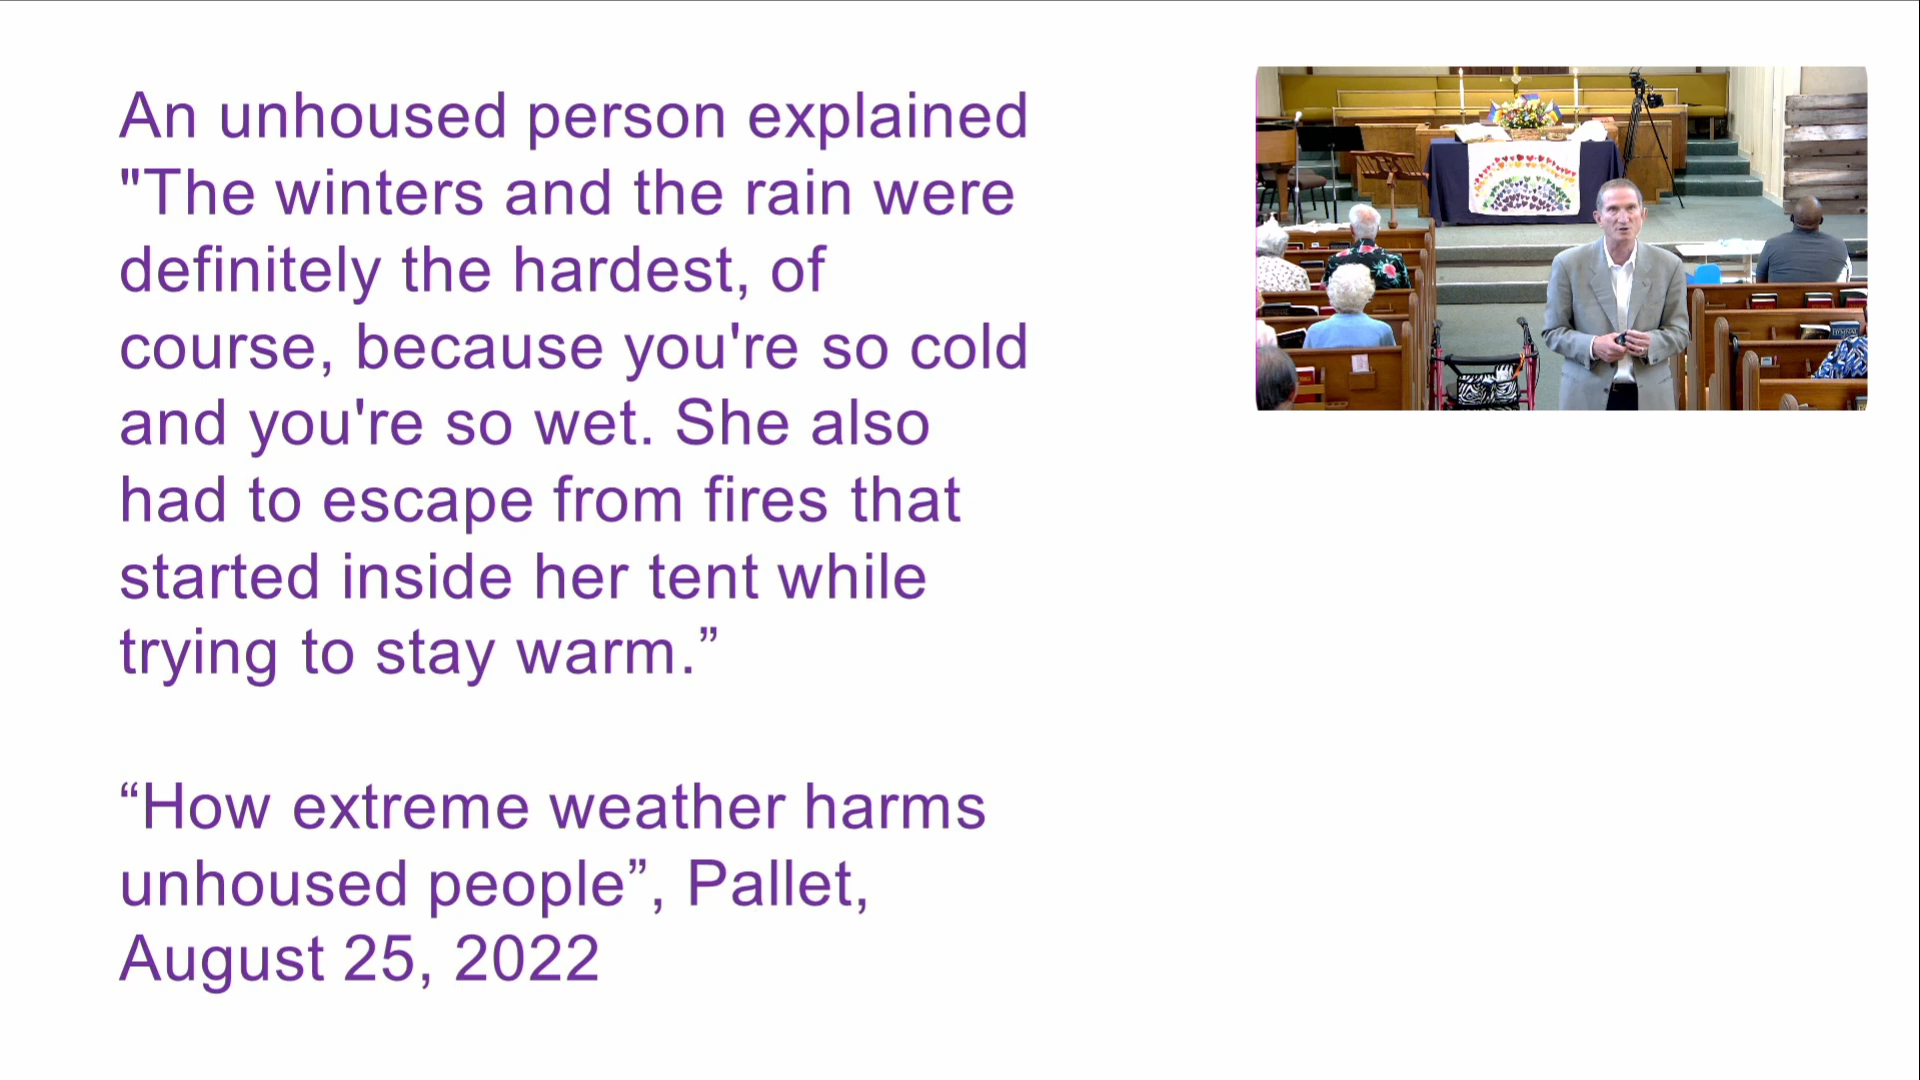 An unhoused person explained
"The winters and the rain were
definitely the hardest, of
course, because you're so cold
and you're so wet. She also
had to escape from fires that
started inside her tent while
trying to stay warm.”
“How extreme weather harms
unhoused people”, Pallet,
August 25, 2022